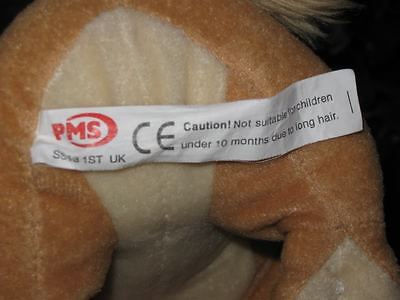 PMS
1ST UK
CE
Caution! Not suitable for children
under 10 months due to long hair.